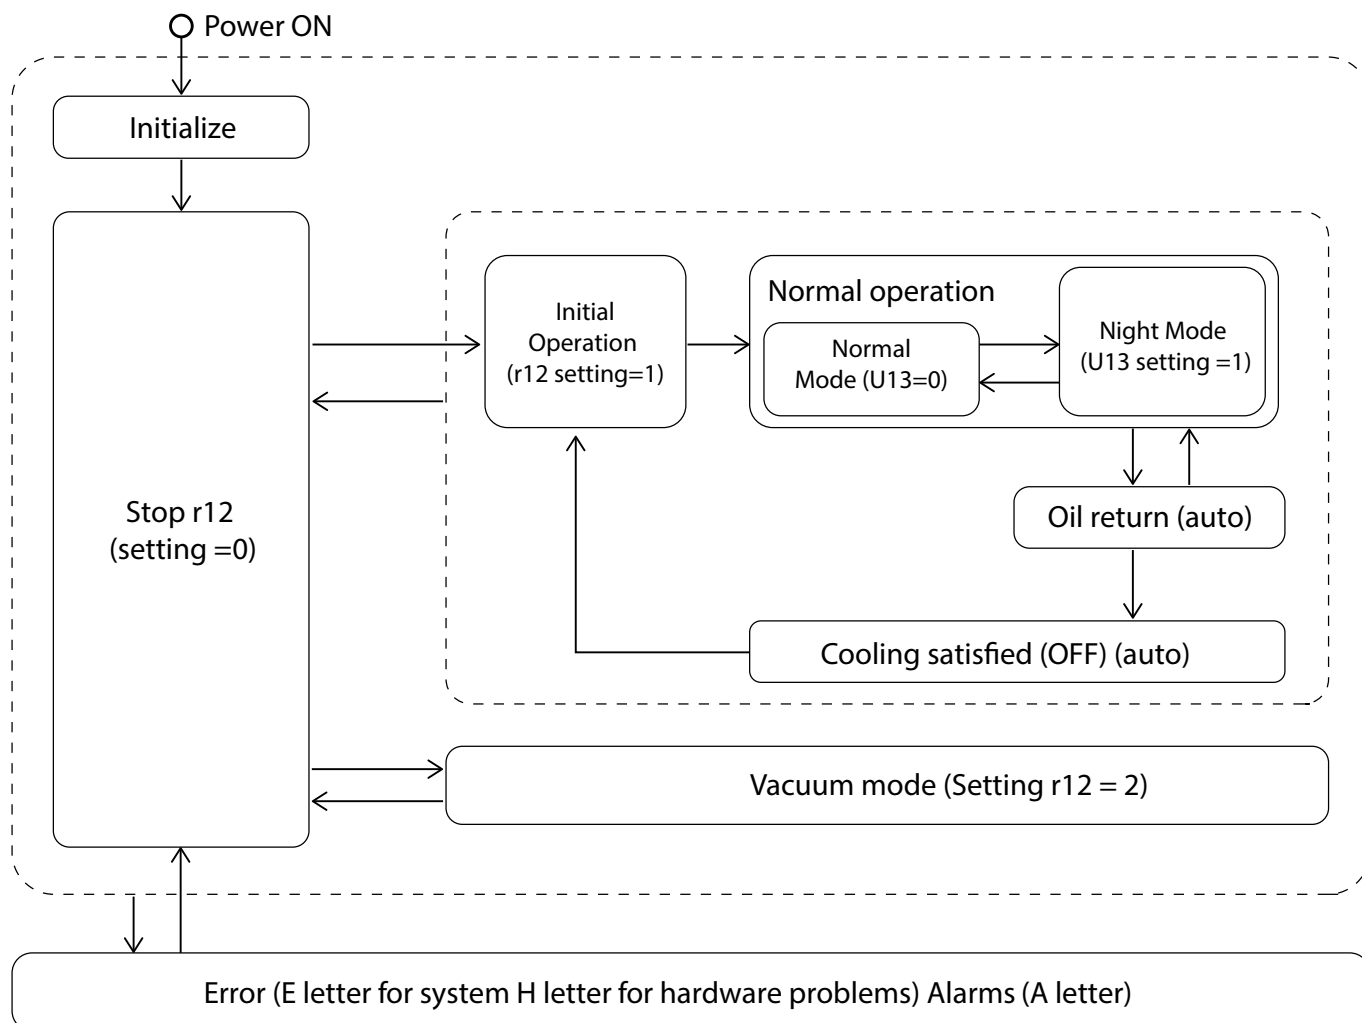 Power ON
Initialize
Stop r12
(setting =0)
Initial
Operation
(r12 setting=1)
Normal operation
Normal
Mode (U13=0)
Night Mode
(U13 setting =1)
Oil return (auto)
Cooling satisfied (OFF) (auto)
Vacuum mode (Setting r12 = 2)
Error (E letter for system H letter for hardware problems) Alarms (A letter)